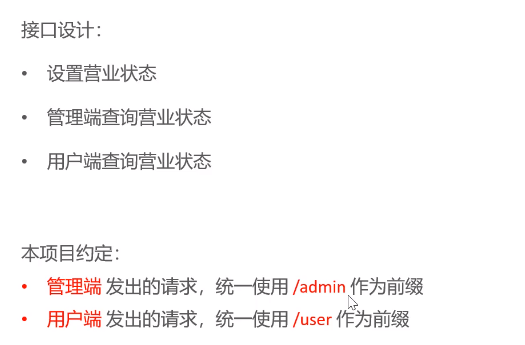 接口设计：
• 设置营业状态
• 管理端查询营业状态
• 用户端查询营业状态
本项目约定：
• 管理端 发出的请求，统一使用 /admin 作为前缀
• 用户端 发出的请求，统一使用 /user 作为前缀